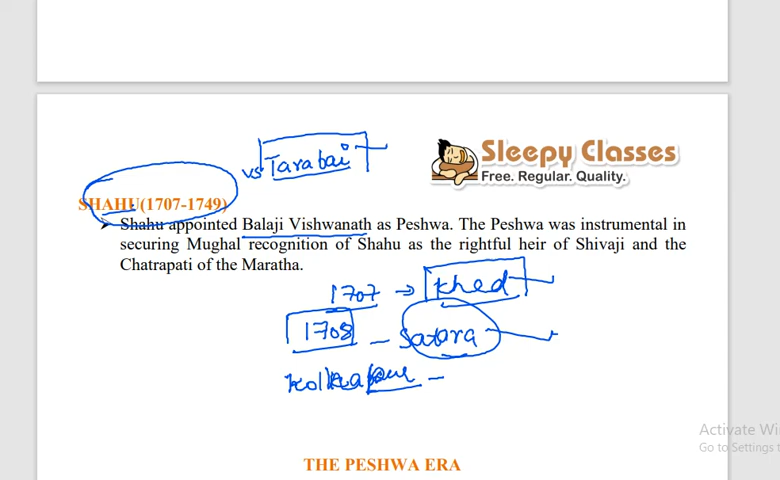 vs Tarabai
Sleepy Classes
Free. Regular. Quality.
SHAHU(1707-1749)
➤ Shahu appointed Balaji Vishwanath as Peshwa. The Peshwa was instrumental in
securing Mughal recognition of Shahu as the rightful heir of Shivaji and the
Chatrapati of the Maratha.
1707 → Khed
1708 – Satara
Kolhapur –
Activate Wi
Go to Settings t
THE PESHWA ERA